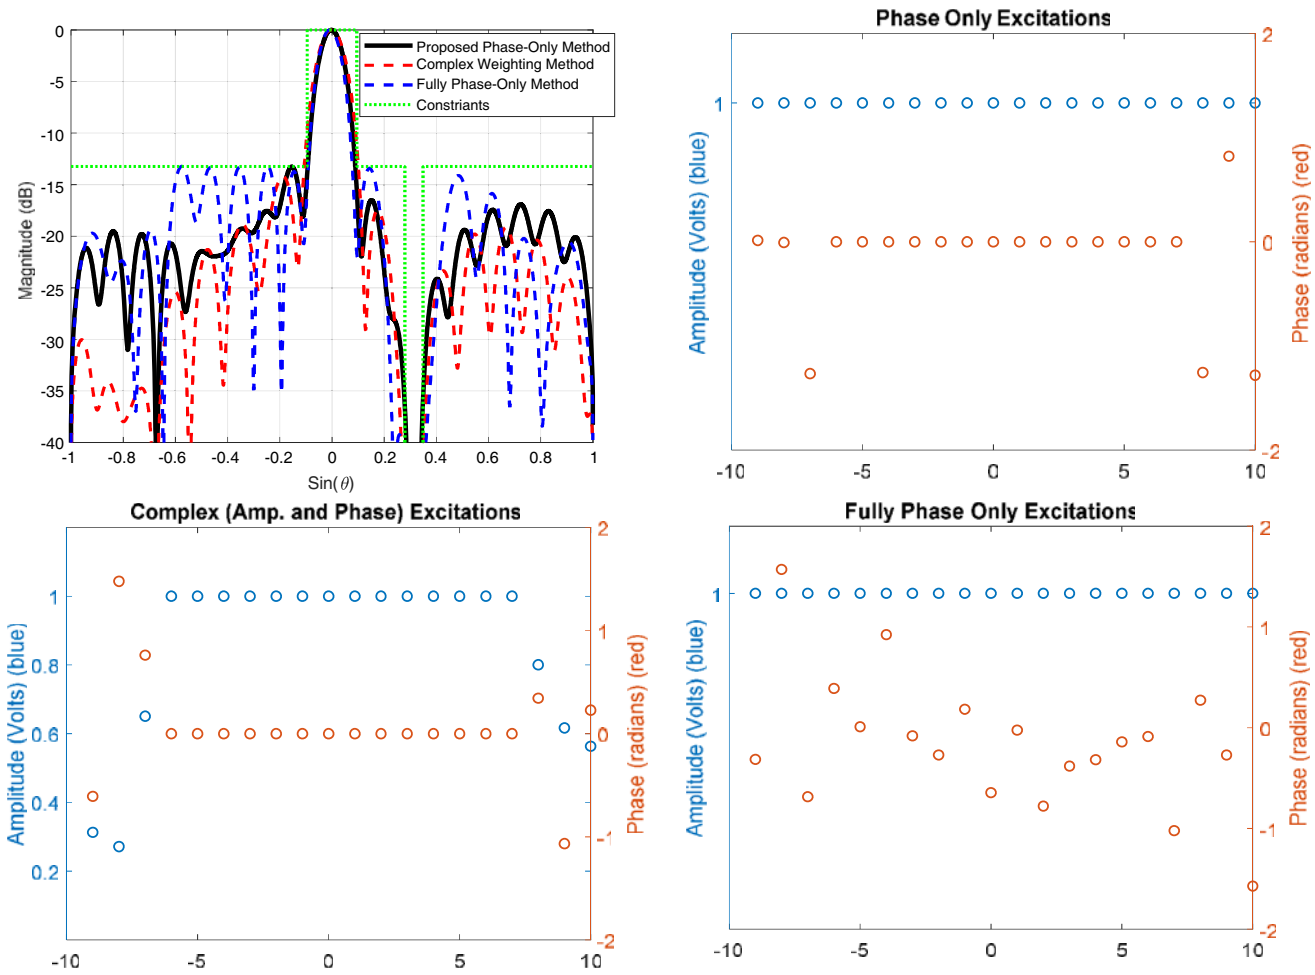 0
-5
-10
-15
-20
-25
-30
-35
-40
Magnitude (dB)
-1 -0.8 -0.6 -0.4 -0.2 0 0.2 0.4 0.6 0.8 1
Sin(θ)
Proposed Phase-Only Method
Complex Weighting Method
Fully Phase-Only Method
Constriants
Phase Only Excitations
1
Amplitude (Volts) (blue)
2
0
-2
Phase (radians) (red)
-10 -5 0 5 10
Complex (Amp. and Phase) Excitations
1
0.8
0.6
0.4
0.2
Amplitude (Volts) (blue)
2
1
0
-1
-2
Phase (radians) (red)
-10 -5 0 5 10
Fully Phase Only Excitations
1
Amplitude (Volts) (blue)
2
1
0
-1
-2
Phase (radians) (red)
-10 -5 0 5 10